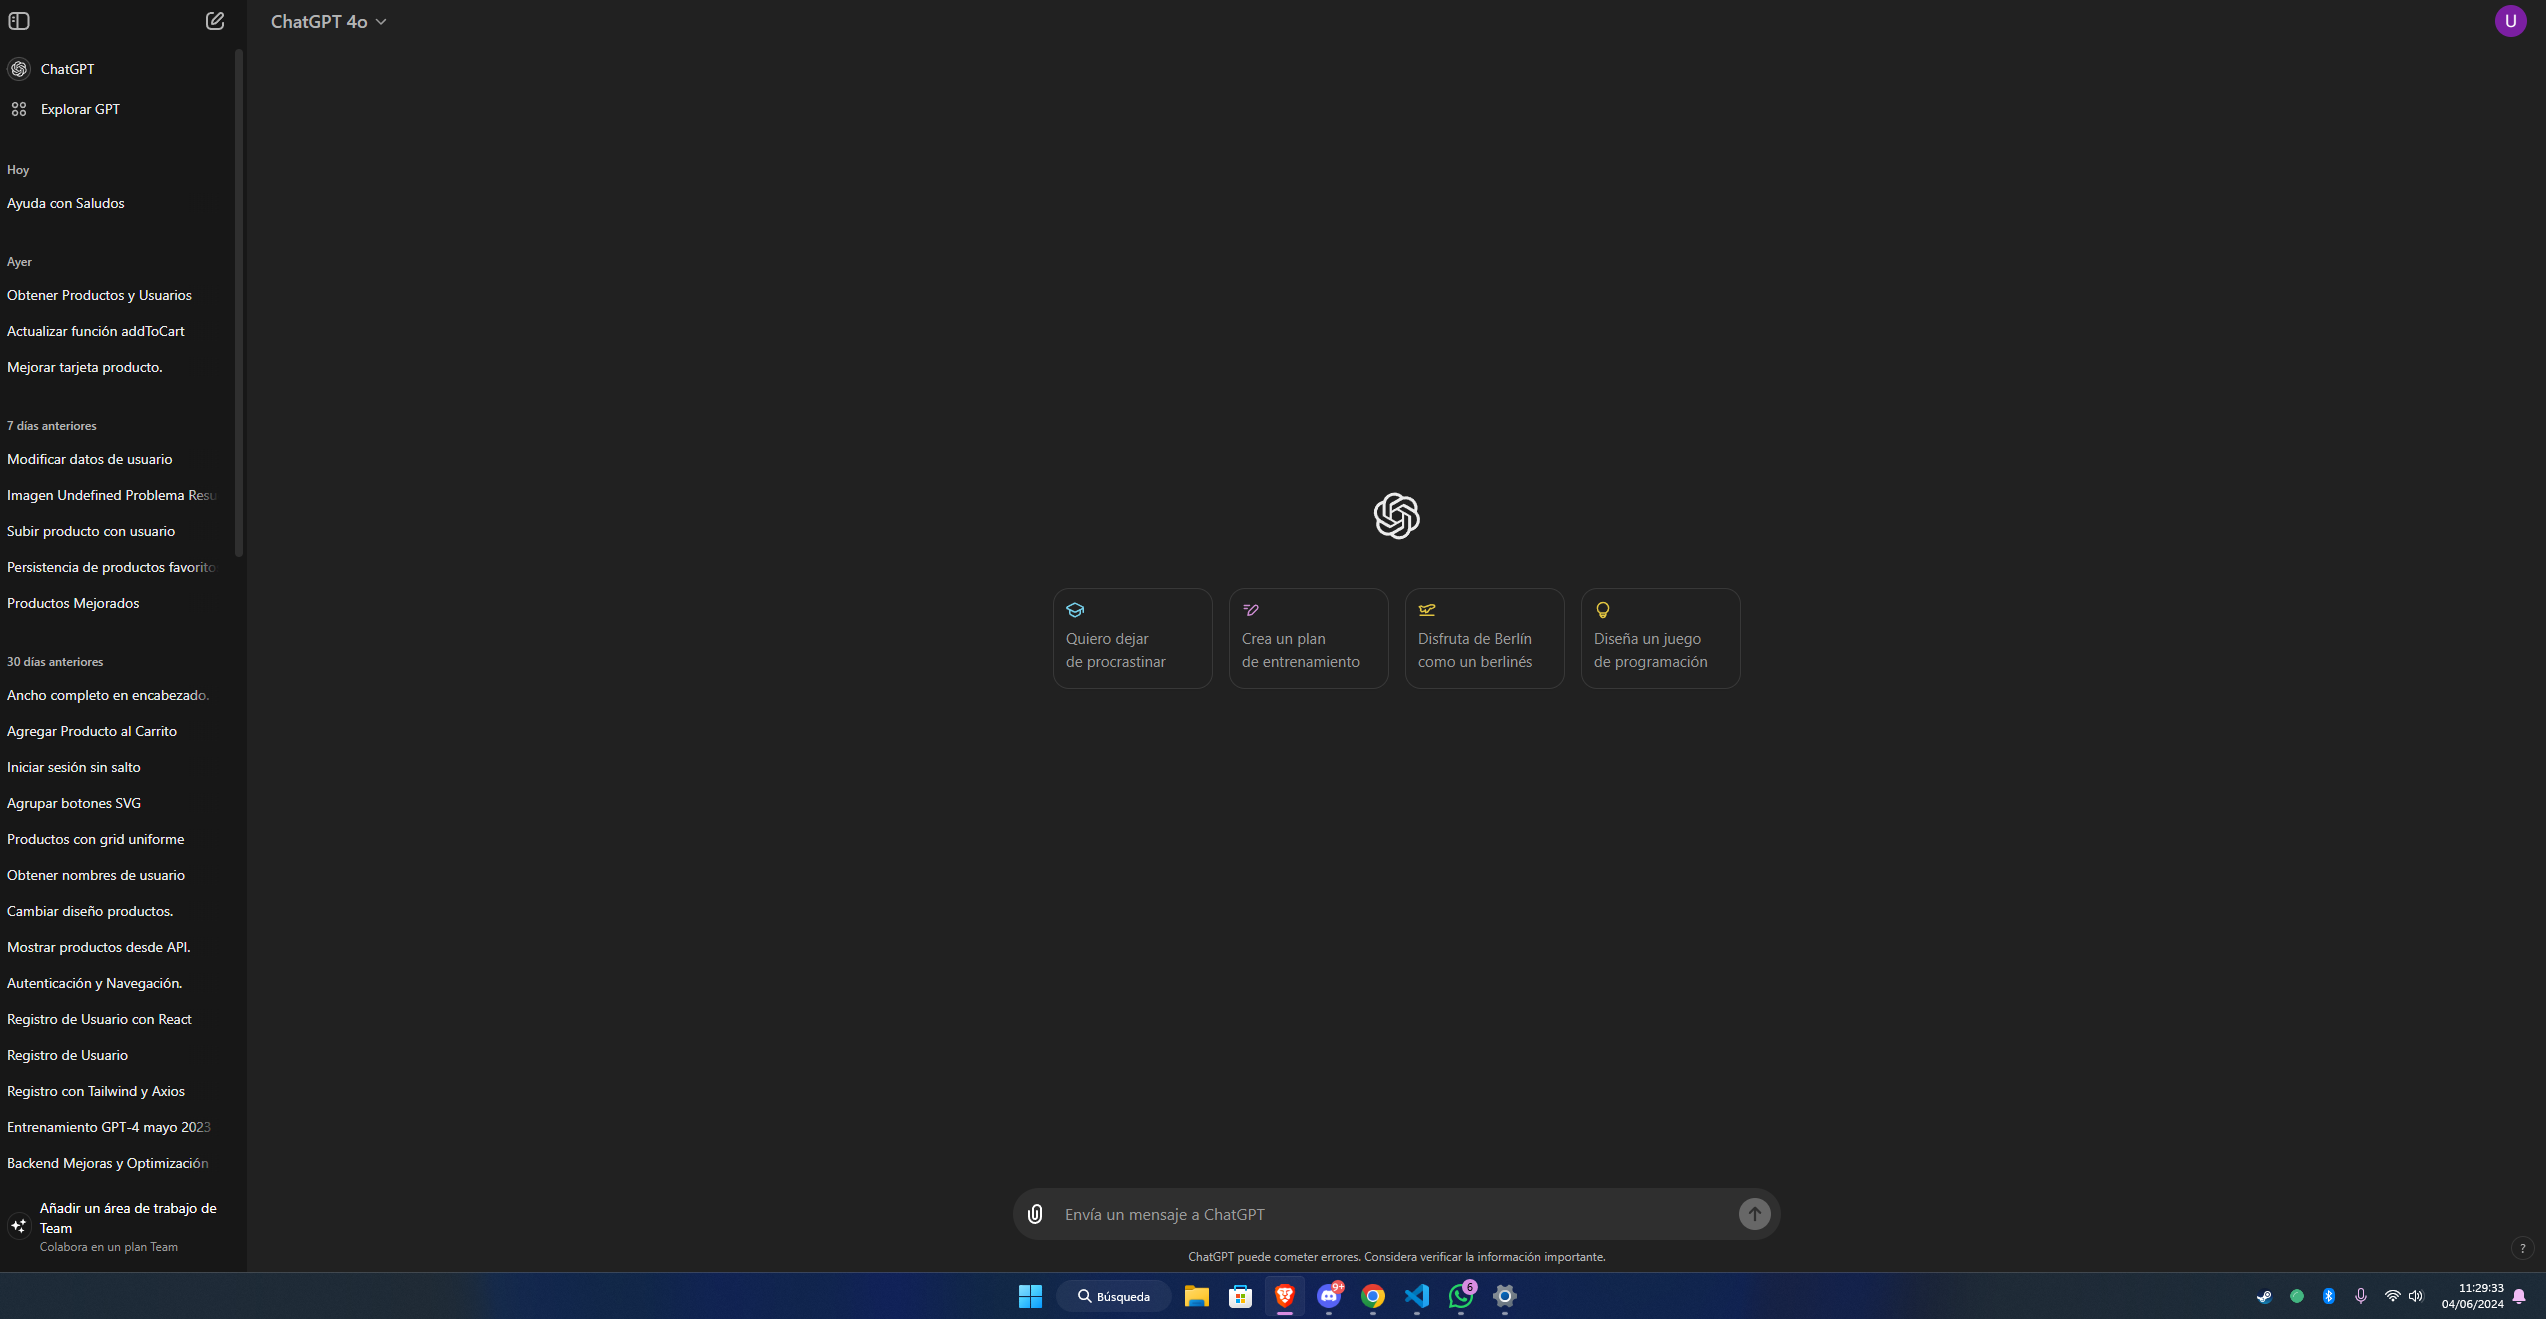 ChatGPT 4o
U
ChatGPT
Explorar GPT
Hoy
Ayuda con Saludos
Ayer
Obtener Productos y Usuarios
Actualizar función addToCart
Mejorar tarjeta producto.
7 días anteriores
Modificar datos de usuario
Imagen Undefined Problema Resu
Subir producto con usuario
Persistencia de productos favorito
Productos Mejorados
30 días anteriores
Ancho completo en encabezado.
Agregar Producto al Carrito
Iniciar sesión sin salto
Agrupar botones SVG
Productos con grid uniforme
Obtener nombres de usuario
Cambiar diseño productos.
Mostrar productos desde API.
Autenticación y Navegación.
Registro de Usuario con React
Registro de Usuario
Registro con Tailwind y Axios
Entrenamiento GPT-4 mayo 2023
Backend Mejoras y Optimización
Añadir un área de trabajo de
Team
Colabora en un plan Team
Quiero dejar
de procrastinar
Crea un plan
de entrenamiento
Disfruta de Berlín
como un berlinés
Diseña un juego
de programación
Envía un mensaje a ChatGPT
ChatGPT puede cometer errores. Considera verificar la información importante.
?
Búsqueda
9+
6
11:29:33
04/06/2024